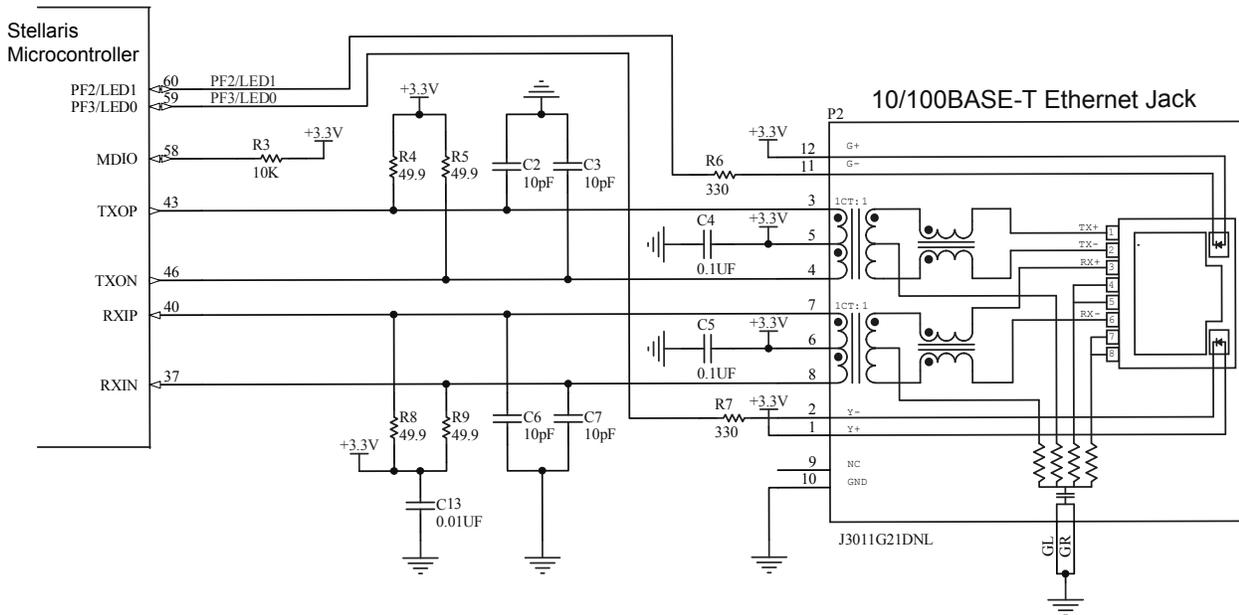 Stellaris
Microcontroller
10/100BASE-T Ethernet Jack
P2
PF2/LED1
60
PF2/LED1
PF3/LED0
59
PF3/LED0
MDIO
58
R3
10K
+3.3V
+3.3V
R4
49.9
R5
49.9
C2
10pF
C3
10pF
R6
330
+3.3V
12
G+
11
G-
TXOP
43
3
1CT:1
C4
0.1UF
+3.3V
5
TXON
46
4
TX+
1
TX-
2
RX+
3
4
5
RX-
6
7
8
RXIP
40
7
1CT:1
C5
0.1UF
+3.3V
6
RXIN
37
8
R8
49.9
R9
49.9
C6
10pF
C7
10pF
+3.3V
C13
0.01UF
R7
330
+3.3V
2
Y-
1
Y+
9
NC
10
GND
J3011G21DNL
GL
GR